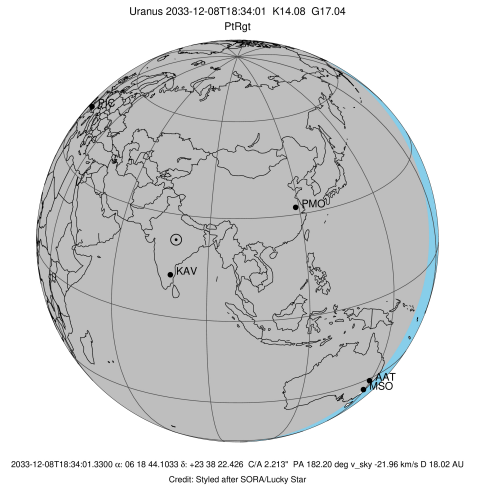 Uranus 2033-12-08T18:34:01 K14.08 G17.04
PtRgt
PIC
PMO
KAV
AAT
MSO
2033-12-08T18:34:01.3300 α: 06 18 44.1033 δ: +23 38 22.426 C/A 2.213" PA 182.20 deg v_sky -21.96 km/s D 18.02 AU
Credit: Styled after SORA/Lucky Star